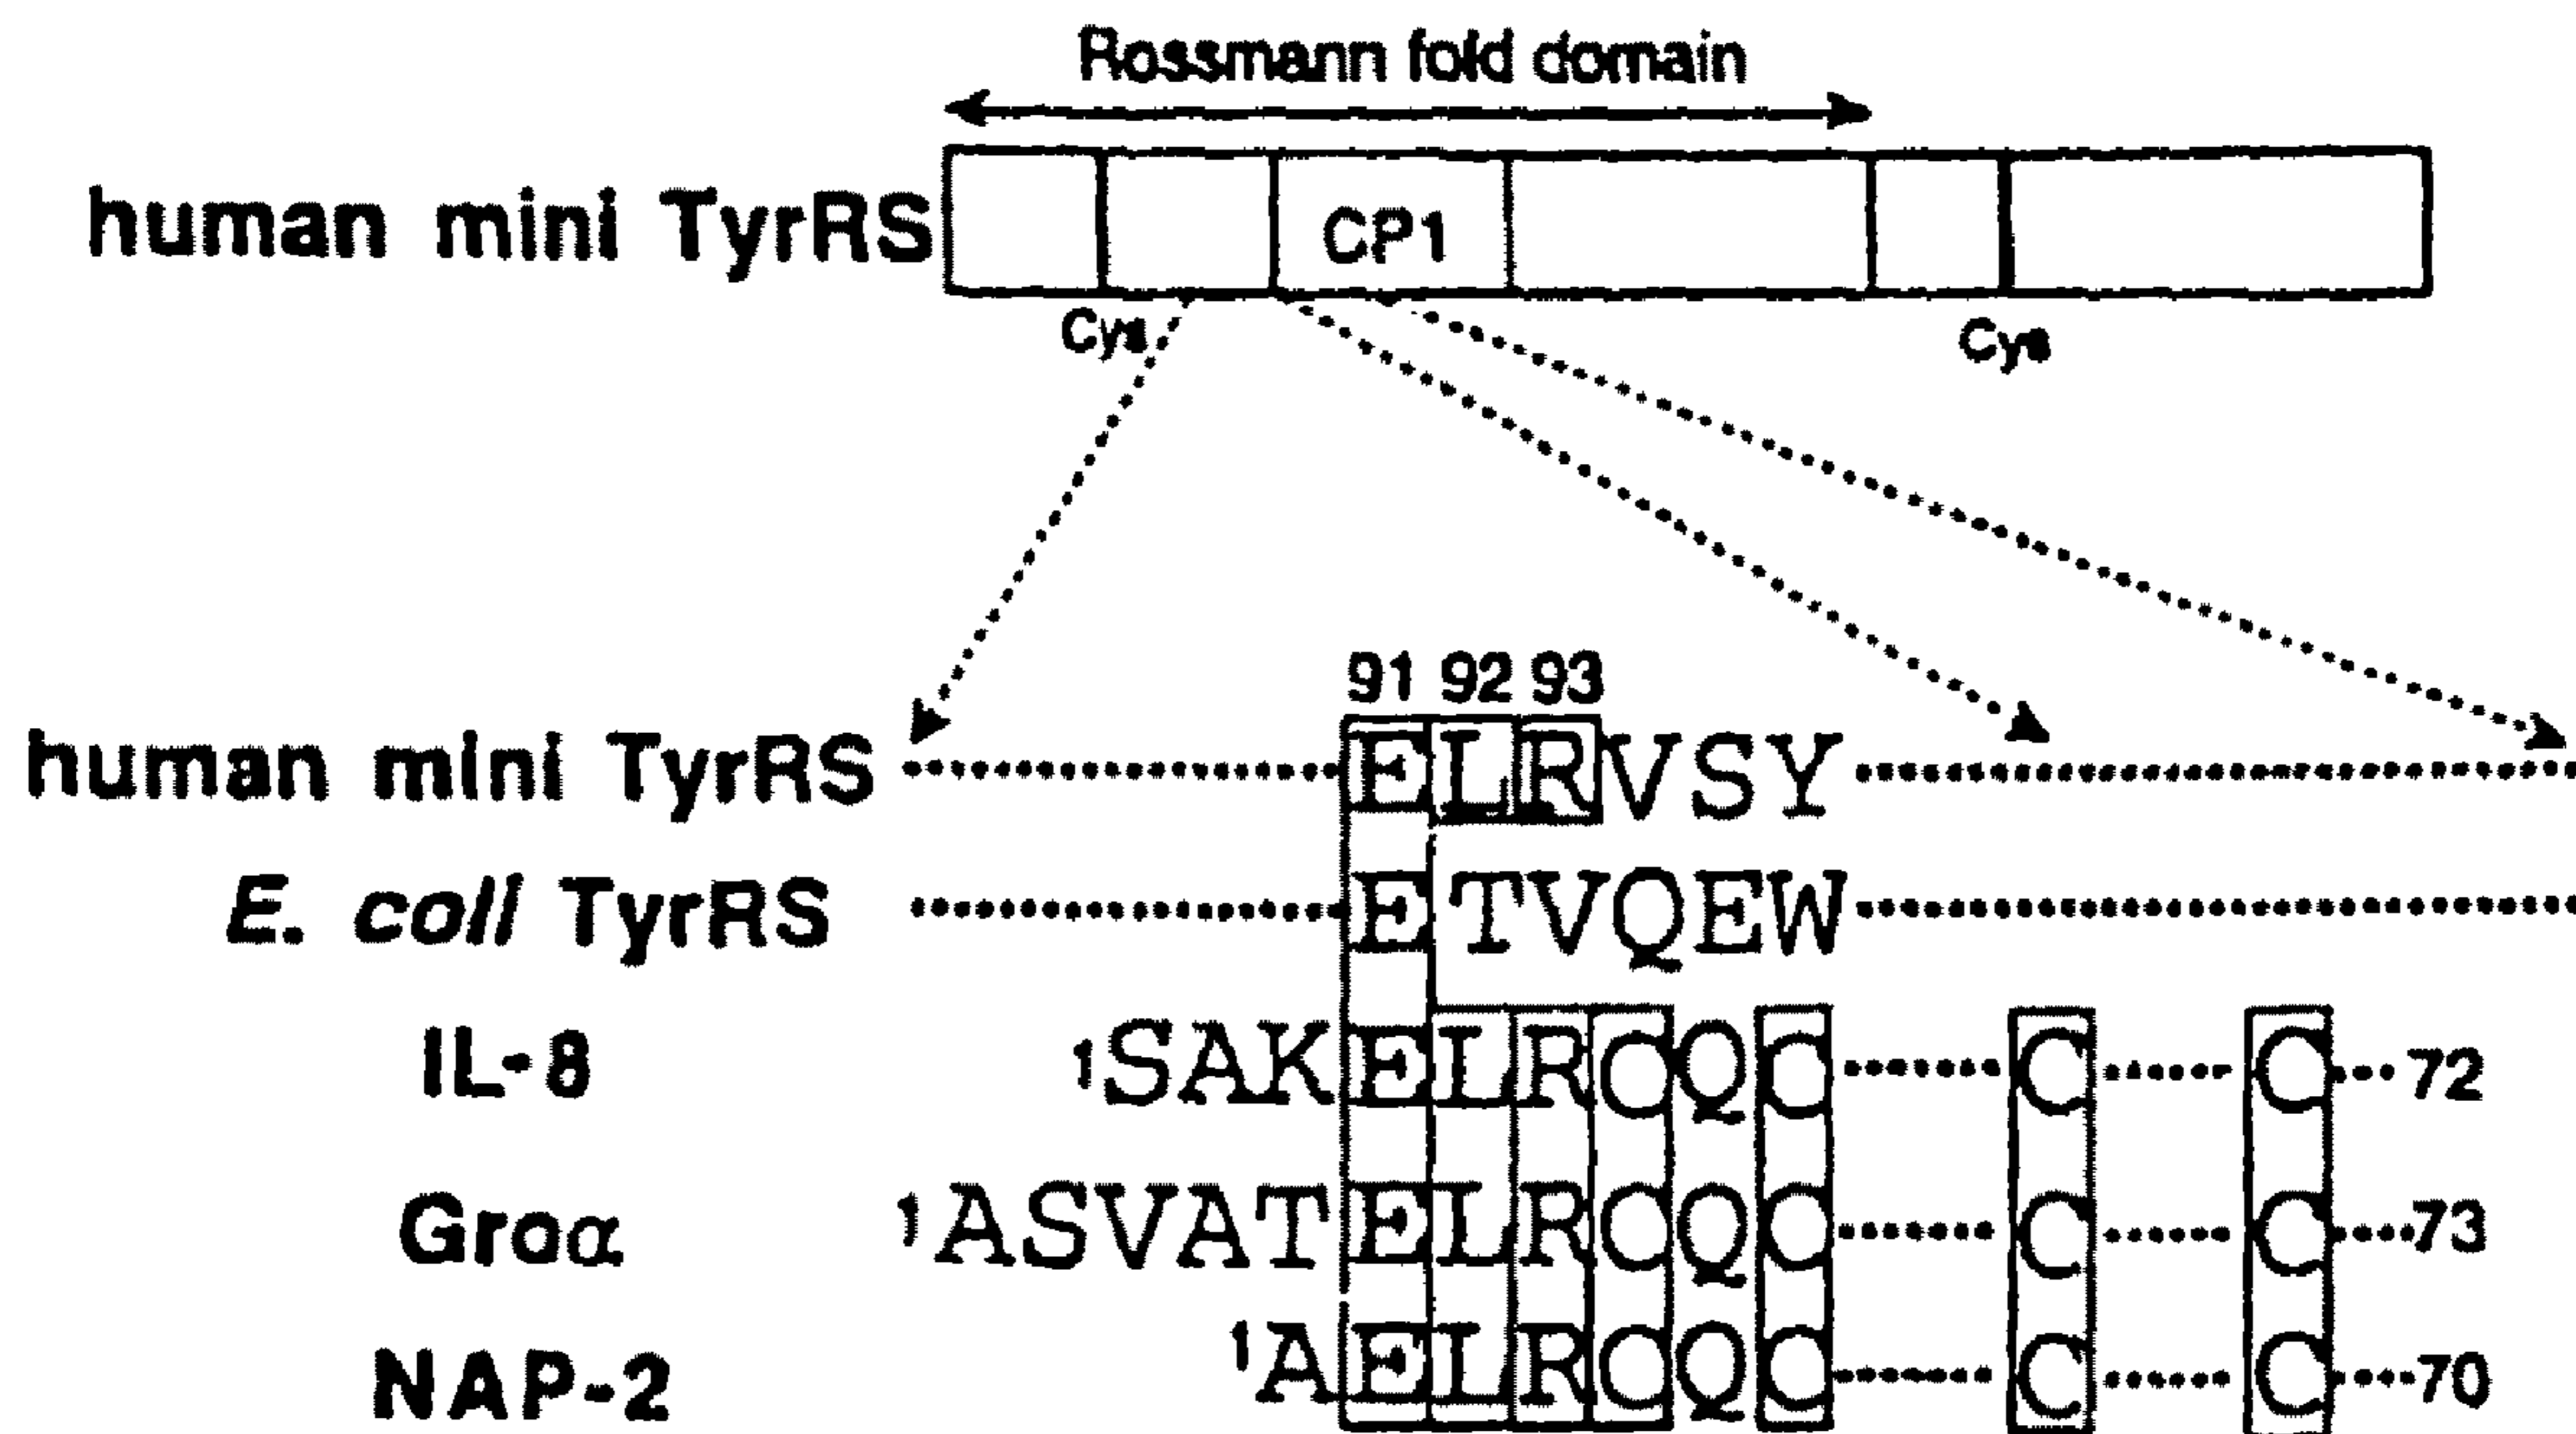 Rossmann fold domain
human mini TyrRS
CP1
Cys
Cys
91 92 93
human mini TyrRS ELRVSY
E. coli TyrRS ETVQEW
IL-8 1SAKELRCQC C C 72
Groα 1ASVATELRCQC C C 73
NAP-2 1AELRCQC C C 70